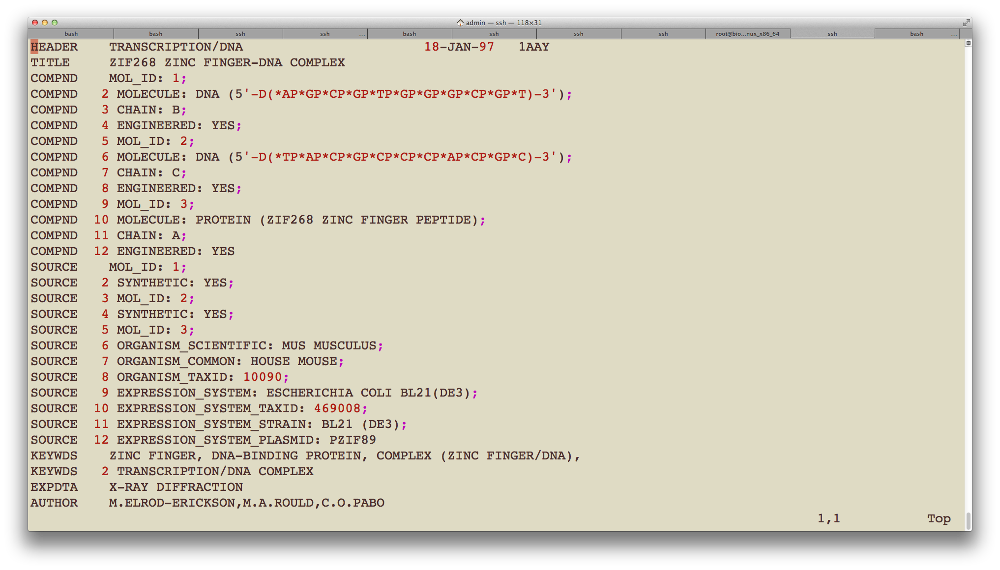 admin — ssh — 118×31
bash bash ssh ssh ... bash ssh ssh ssh root@bio...nux_x86_64 ssh bash ...
HEADER    TRANSCRIPTION/DNA                       18-JAN-97   1AAY
TITLE     ZIF268 ZINC FINGER-DNA COMPLEX
COMPND    MOL_ID: 1;
COMPND   2 MOLECULE: DNA (5'-D(*AP*GP*CP*GP*TP*GP*GP*GP*CP*GP*T)-3');
COMPND   3 CHAIN: B;
COMPND   4 ENGINEERED: YES;
COMPND   5 MOL_ID: 2;
COMPND   6 MOLECULE: DNA (5'-D(*TP*AP*CP*GP*CP*CP*CP*AP*CP*GP*C)-3');
COMPND   7 CHAIN: C;
COMPND   8 ENGINEERED: YES;
COMPND   9 MOL_ID: 3;
COMPND  10 MOLECULE: PROTEIN (ZIF268 ZINC FINGER PEPTIDE);
COMPND  11 CHAIN: A;
COMPND  12 ENGINEERED: YES
SOURCE    MOL_ID: 1;
SOURCE   2 SYNTHETIC: YES;
SOURCE   3 MOL_ID: 2;
SOURCE   4 SYNTHETIC: YES;
SOURCE   5 MOL_ID: 3;
SOURCE   6 ORGANISM_SCIENTIFIC: MUS MUSCULUS;
SOURCE   7 ORGANISM_COMMON: HOUSE MOUSE;
SOURCE   8 ORGANISM_TAXID: 10090;
SOURCE   9 EXPRESSION_SYSTEM: ESCHERICHIA COLI BL21(DE3);
SOURCE  10 EXPRESSION_SYSTEM_TAXID: 469008;
SOURCE  11 EXPRESSION_SYSTEM_STRAIN: BL21 (DE3);
SOURCE  12 EXPRESSION_SYSTEM_PLASMID: PZIF89
KEYWDS    ZINC FINGER, DNA-BINDING PROTEIN, COMPLEX (ZINC FINGER/DNA),
KEYWDS   2 TRANSCRIPTION/DNA COMPLEX
EXPDTA    X-RAY DIFFRACTION
AUTHOR    M.ELROD-ERICKSON,M.A.ROULD,C.O.PABO
1,1 Top